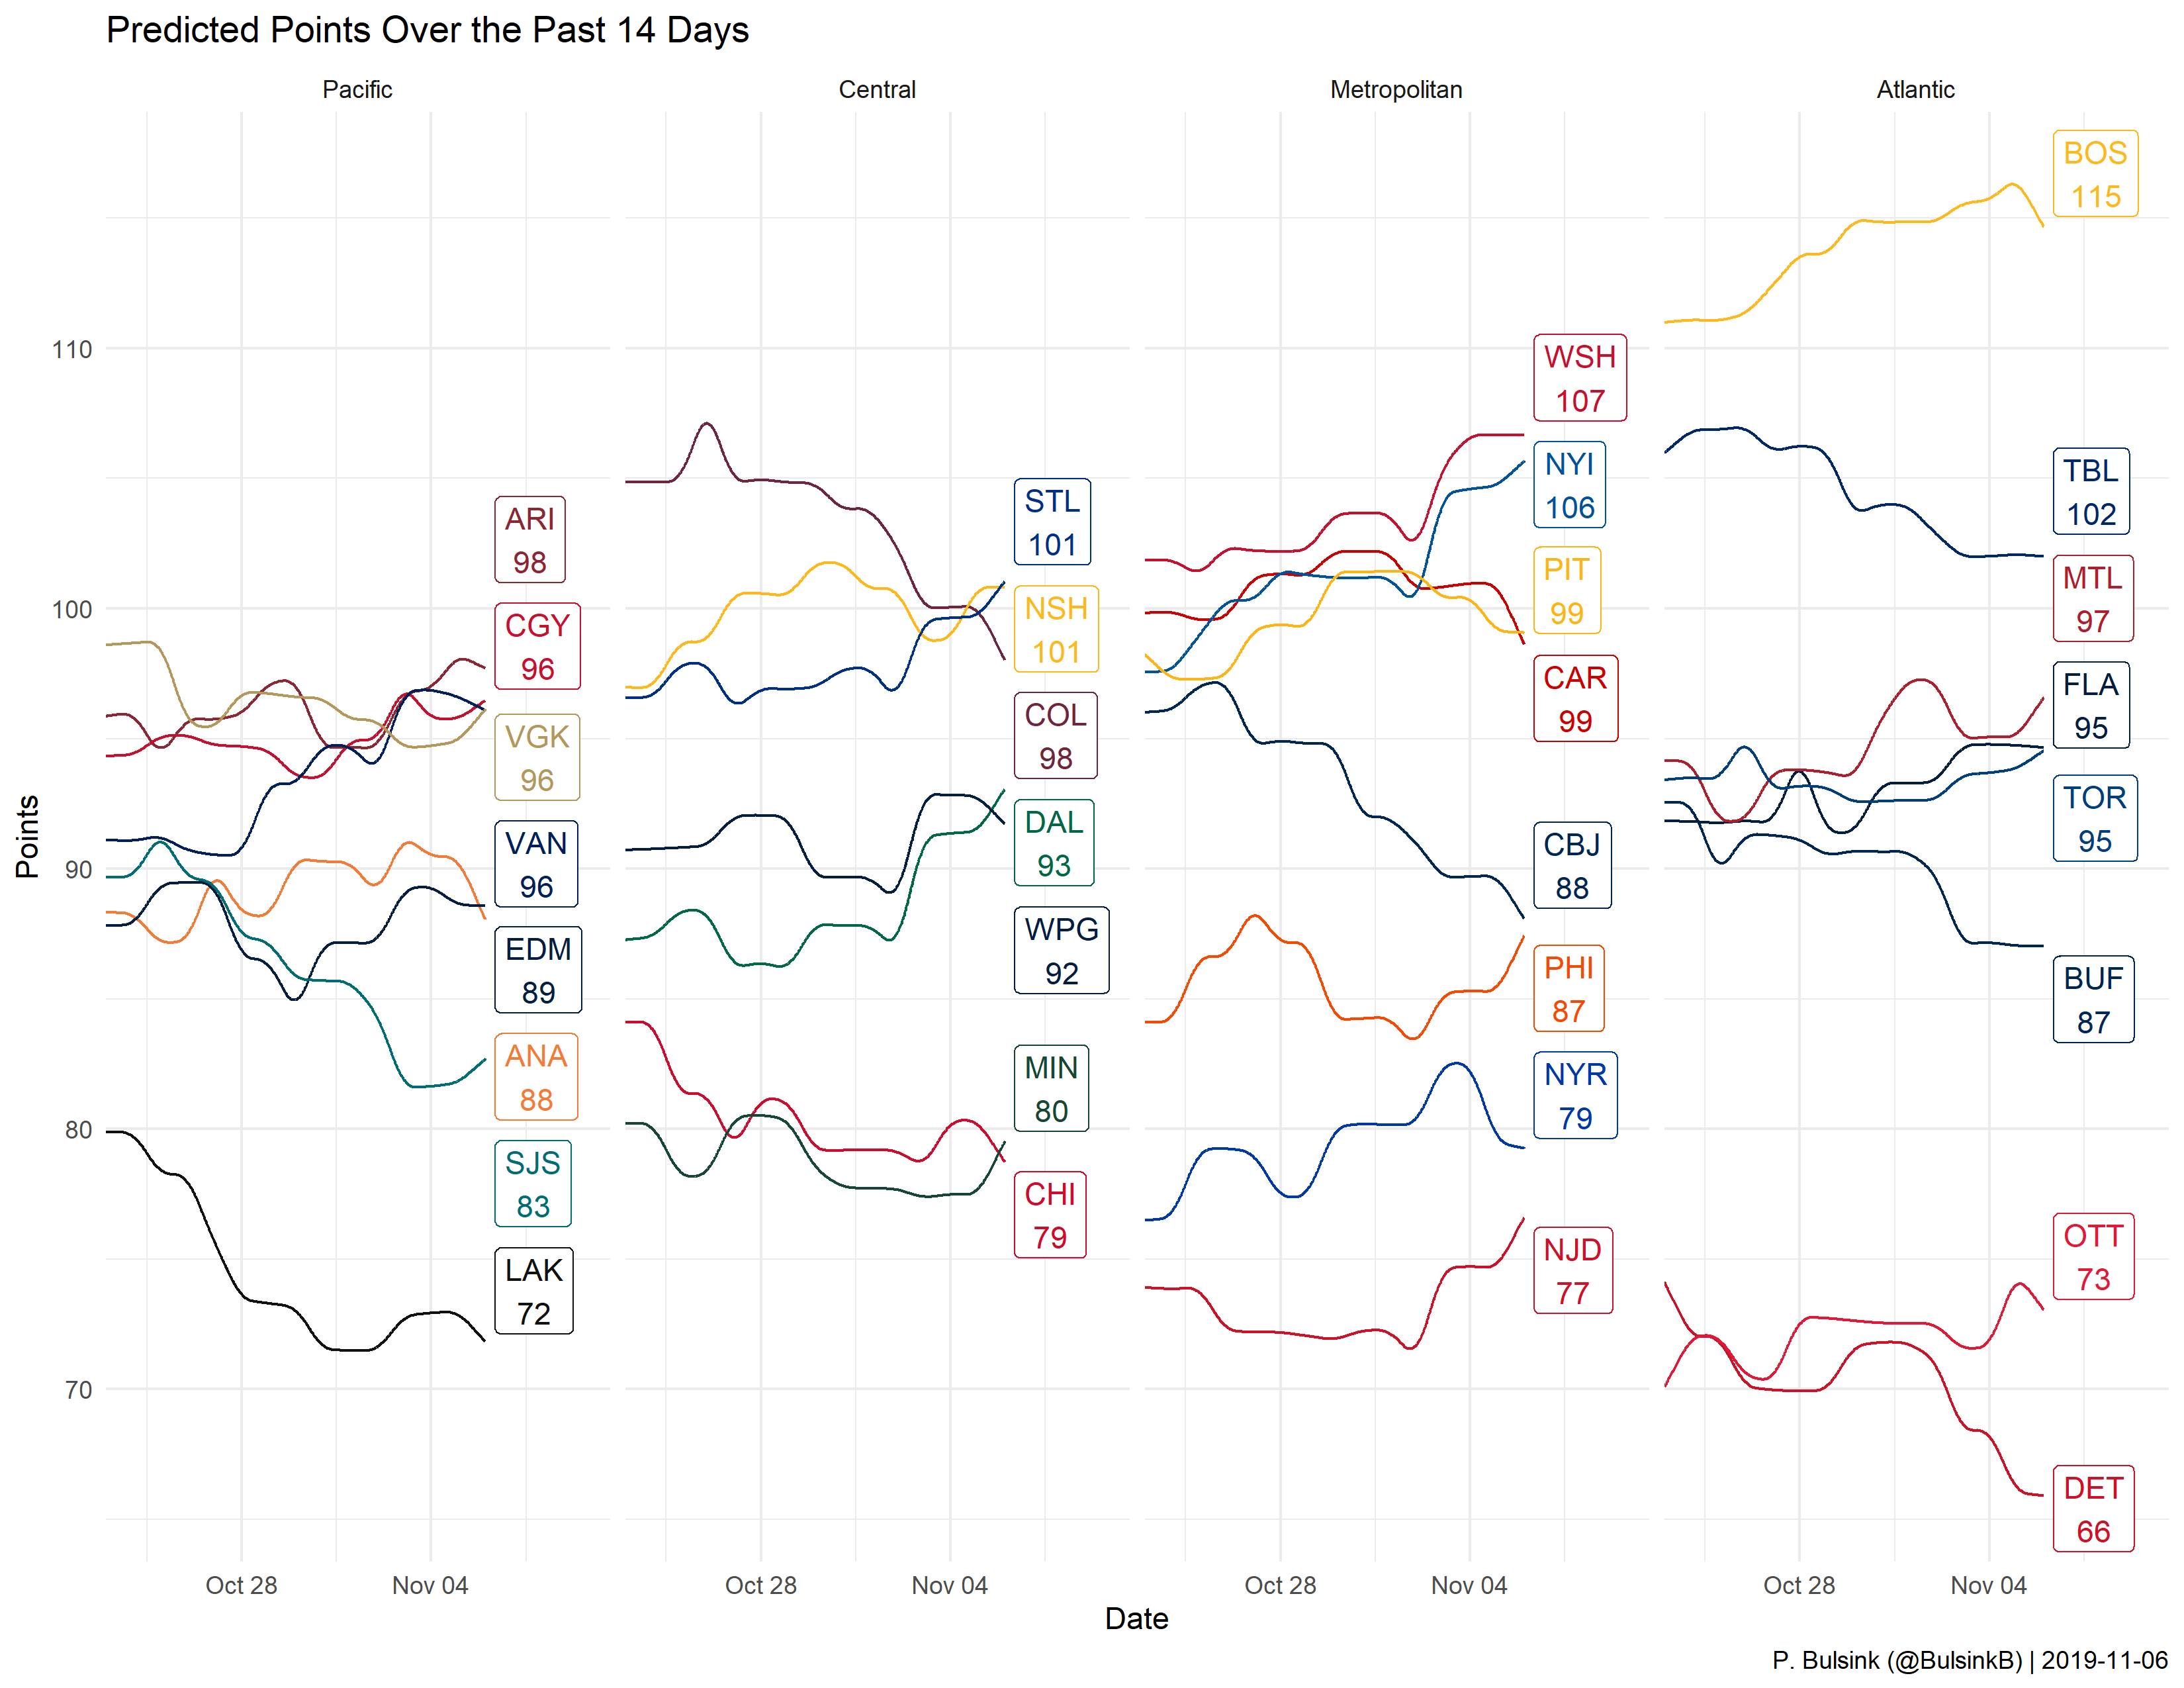 Predicted Points Over the Past 14 Days
Pacific
Central
Metropolitan
Atlantic
Points
110
100
90
80
70
ARI
98
CGY
96
VGK
96
VAN
96
EDM
89
ANA
88
SJS
83
LAK
72
STL
101
NSH
101
COL
98
DAL
93
WPG
92
MIN
80
CHI
79
WSH
107
NYI
106
PIT
99
CAR
99
CBJ
88
PHI
87
NYR
79
NJD
77
BOS
115
TBL
102
MTL
97
FLA
95
TOR
95
BUF
87
OTT
73
DET
66
Oct 28
Nov 04
Oct 28
Nov 04
Oct 28
Nov 04
Oct 28
Nov 04
Date
P. Bulsink (@BulsinkB) | 2019-11-06